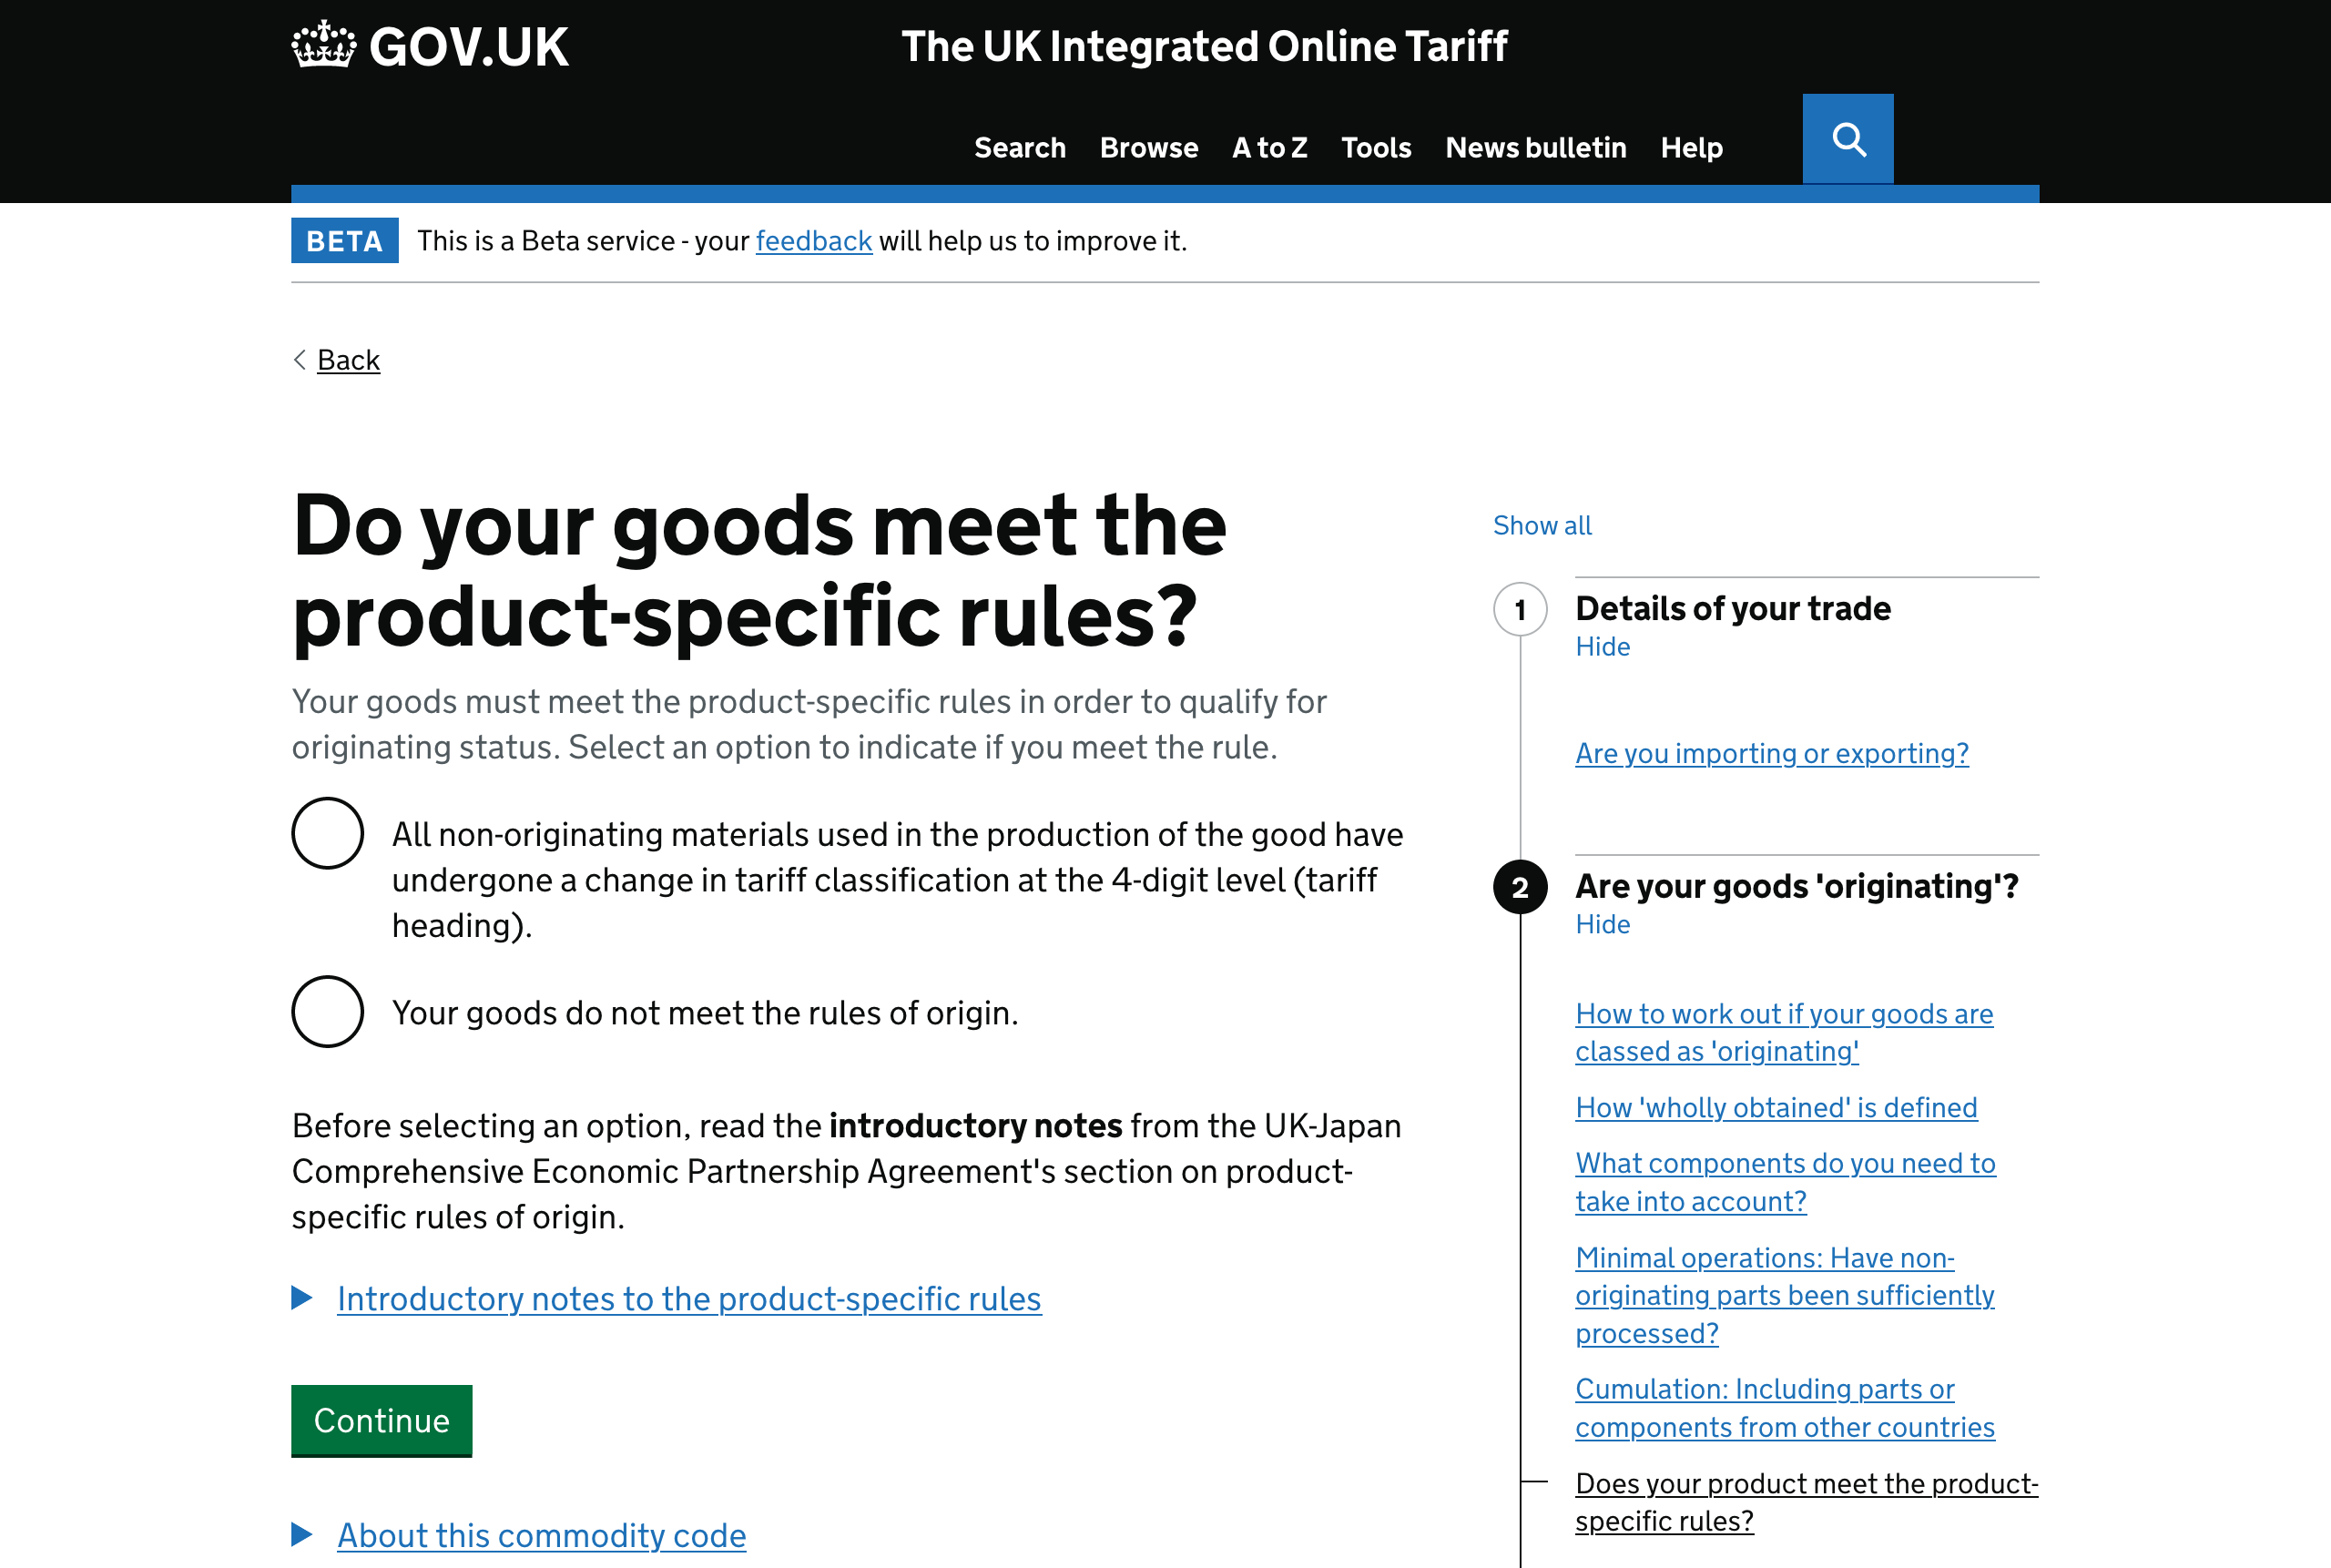 GOV.UK
The UK Integrated Online Tariff
Search Browse A to Z Tools News bulletin Help
BETA This is a Beta service - your feedback will help us to improve it.
Back
Do your goods meet the
product-specific rules?
Your goods must meet the product-specific rules in order to qualify for
originating status. Select an option to indicate if you meet the rule.
All non-originating materials used in the production of the good have
undergone a change in tariff classification at the 4-digit level (tariff
heading).
Your goods do not meet the rules of origin.
Before selecting an option, read the introductory notes from the UK-Japan
Comprehensive Economic Partnership Agreement's section on product-
specific rules of origin.
Introductory notes to the product-specific rules
Continue
About this commodity code
Show all
1 Details of your trade
Hide
Are you importing or exporting?
2 Are your goods 'originating'?
Hide
How to work out if your goods are
classed as 'originating'
How 'wholly obtained' is defined
What components do you need to
take into account?
Minimal operations: Have non-
originating parts been sufficiently
processed?
Cumulation: Including parts or
components from other countries
Does your product meet the product-
specific rules?